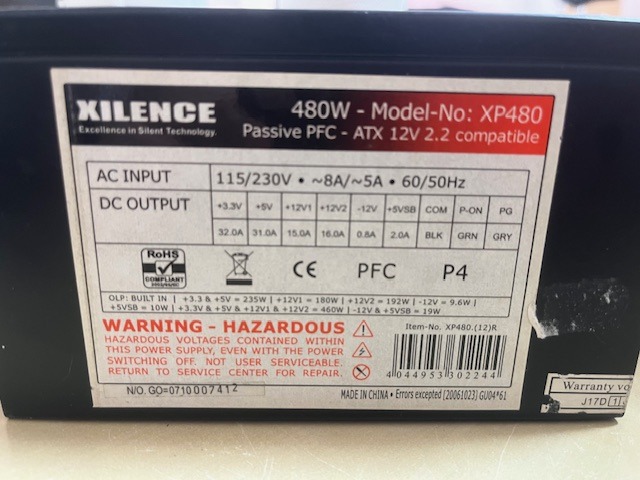 XILENCE
Excellence in Silent Technology.
480W - Model-No: XP480
Passive PFC - ATX 12V 2.2 compatible
AC INPUT 115/230V • ~8A/~5A • 60/50Hz
DC OUTPUT +3.3V +5V +12V1 +12V2 -12V +5VSB COM P-ON PG
32.0A 31.0A 15.0A 16.0A 0.8A 2.0A BLK GRN GRY
RoHS
COMPLIANT
CE PFC P4
OLP: BUILT IN | +3.3 & +5V = 235W | +12V1 = 180W | +12V2 = 192W | -12V = 9.6W |
+5VSB = 10W | +3.3V & +5V & +12V1 & +12V2 = 460W | -12V & +5VSB = 19W
WARNING - HAZARDOUS
HAZARDOUS VOLTAGES CONTAINED WITHIN
THIS POWER SUPPLY, EVEN WITH THE POWER
SWITCHING OFF. NOT USER SERVICEABLE.
RETURN TO SERVICE CENTER FOR REPAIR.
Item-No. XP480.(12)R
4 044953 302244
N/O. GO=0710007412
MADE IN CHINA • Errors excepted [20061023] GU04*61
Warranty vo
J17D 1